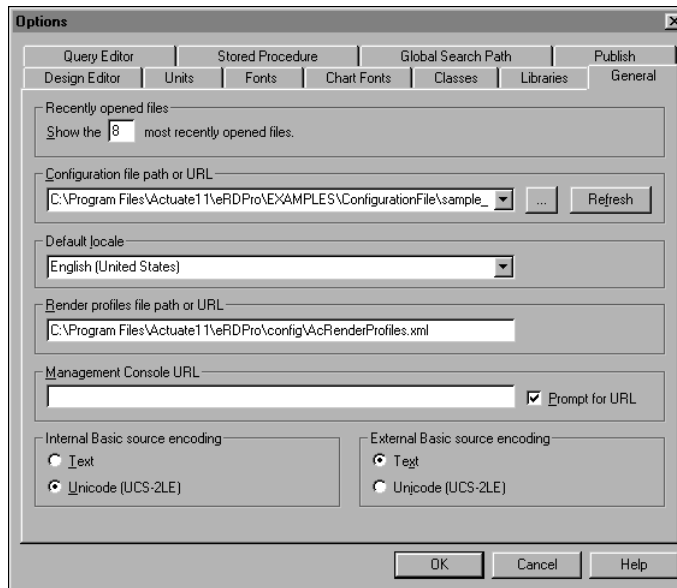 Options
Query Editor Stored Procedure Global Search Path Publish
Design Editor Units Fonts Chart Fonts Classes Libraries General
Recently opened files
Show the 8 most recently opened files.
Configuration file path or URL
C:\Program Files\Actuate11\eRDPro\EXAMPLES\ConfigurationFile\sample_ ... Refresh
Default locale
English (United States)
Render profiles file path or URL
C:\Program Files\Actuate11\eRDPro\config\AcRenderProfiles.xml
Management Console URL
Prompt for URL
Internal Basic source encoding External Basic source encoding
Text Text
Unicode (UCS-2LE) Unicode (UCS-2LE)
OK Cancel Help